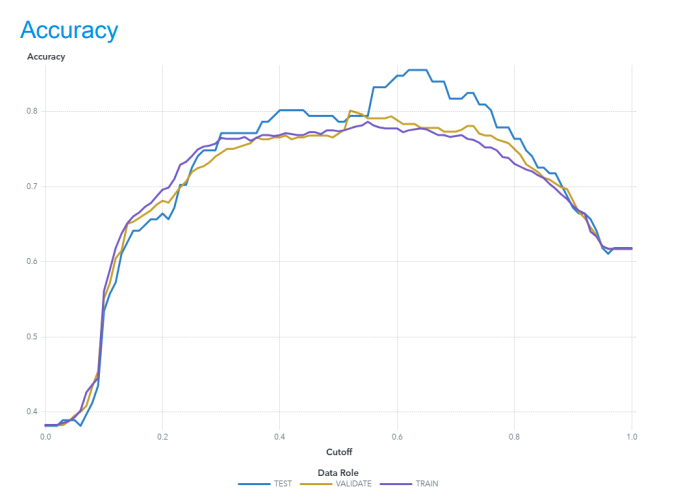 Accuracy
Accuracy
0.8
0.7
0.6
0.5
0.4
0.0 0.2 0.4 0.6 0.8 1.0
Cutoff
Data Role
TEST VALIDATE TRAIN